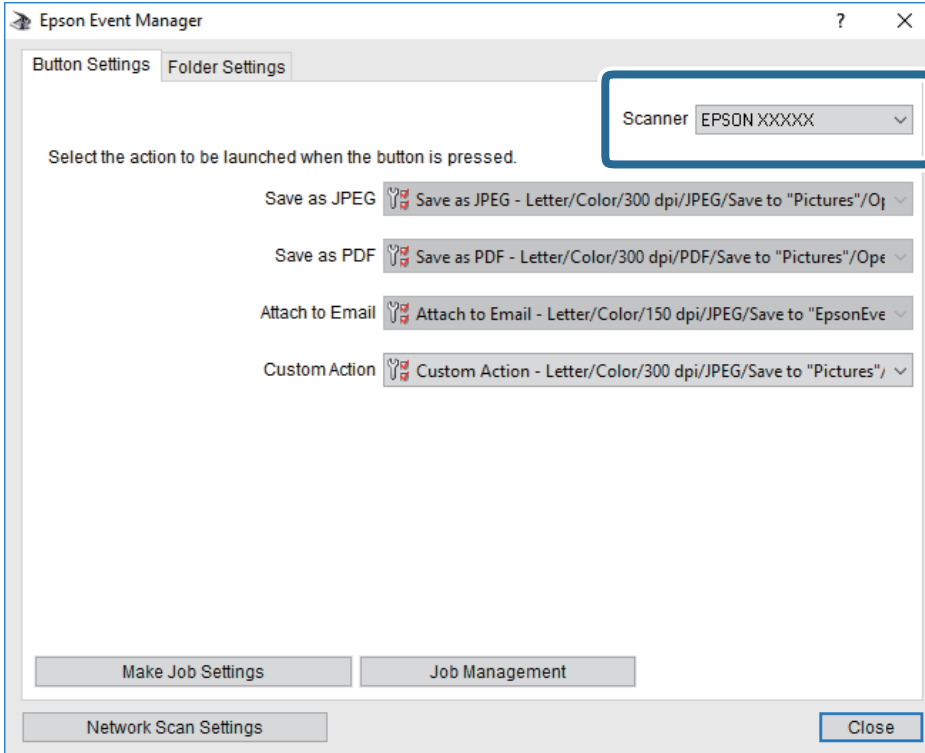 Epson Event Manager
Button Settings Folder Settings
Scanner EPSON XXXXX
Select the action to be launched when the button is pressed.
Save as JPEG Save as JPEG - Letter/Color/300 dpi/JPEG/Save to "Pictures"/Op
Save as PDF Save as PDF - Letter/Color/300 dpi/PDF/Save to "Pictures"/Ope
Attach to Email Attach to Email - Letter/Color/150 dpi/JPEG/Save to "EpsonEve
Custom Action Custom Action - Letter/Color/300 dpi/JPEG/Save to "Pictures"/
Make Job Settings Job Management
Network Scan Settings Close